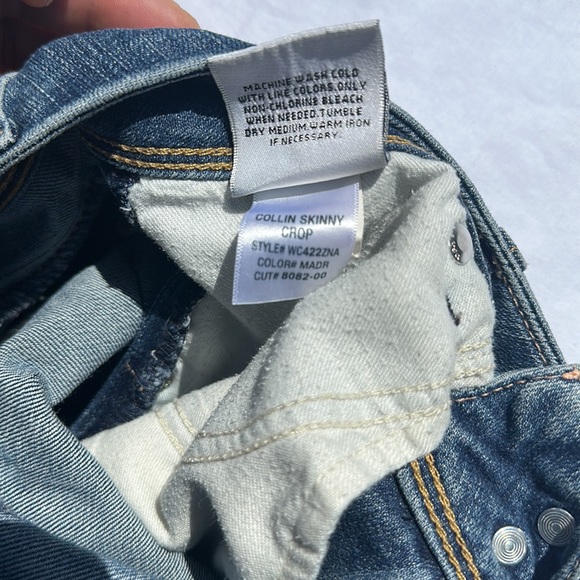 MACHINE WASH COLD
WITH LIKE COLORS.ONLY
NON-CHLORINE BLEACH
WHEN NEEDED.TUMBLE
DRY MEDIUM.WARM IRON
IF NECESSARY.
COLLIN SKINNY
CROP
STYLE# WC422ZNA
COLOR# MADR
CUT# 8082-00